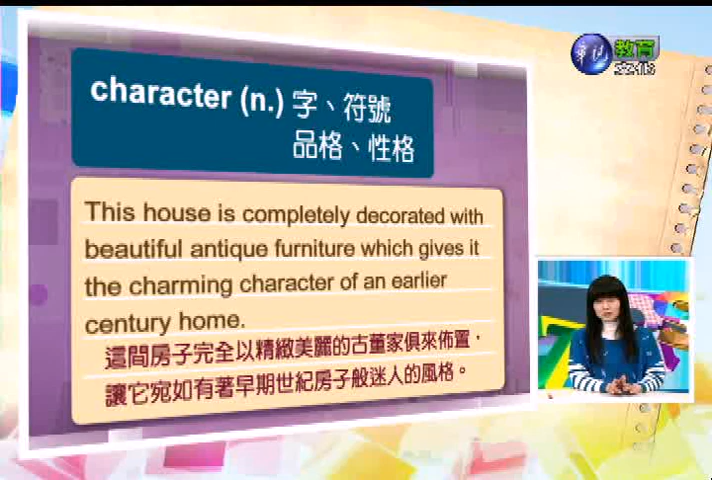 華視
教育
文化
character (n.) 字、符號
品格、性格
This house is completely decorated with
beautiful antique furniture which gives it
the charming character of an earlier
century home.
這間房子完全以精緻美麗的古董家俱來佈置，
讓它宛如有著早期世紀房子般迷人的風格。